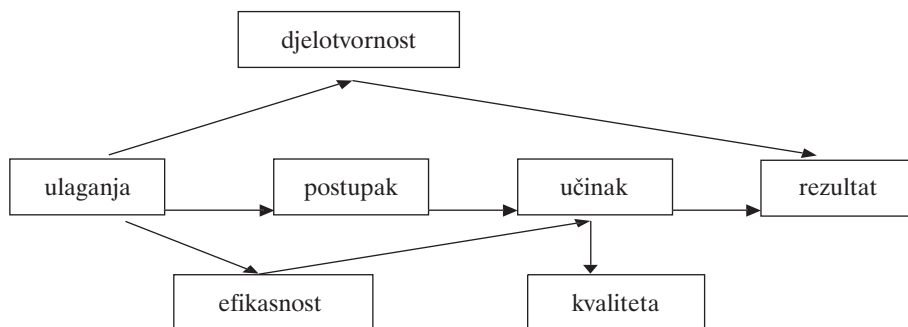 djelotvornost
ulaganja
postupak
učinak
rezultat
efikasnost
kvaliteta